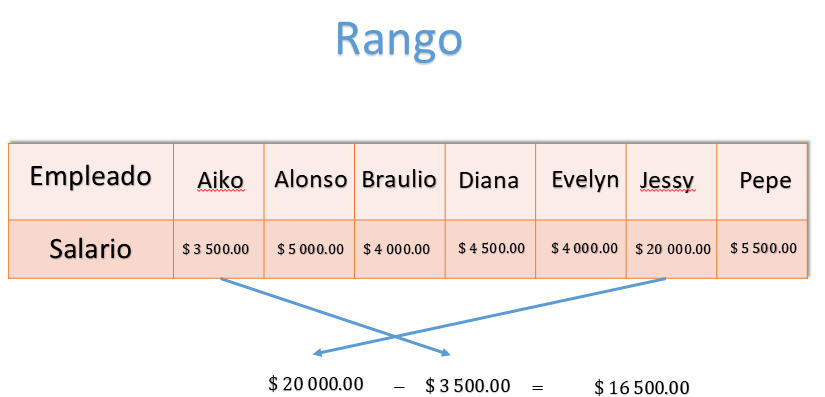 Rango
Empleado Aiko Alonso Braulio Diana Evelyn Jessy Pepe
Salario $ 3 500.00 $ 5 000.00 $ 4 000.00 $ 4 500.00 $ 4 000.00 $ 20 000.00 $ 5 500.00
$ 20 000.00 – $ 3 500.00 = $ 16 500.00